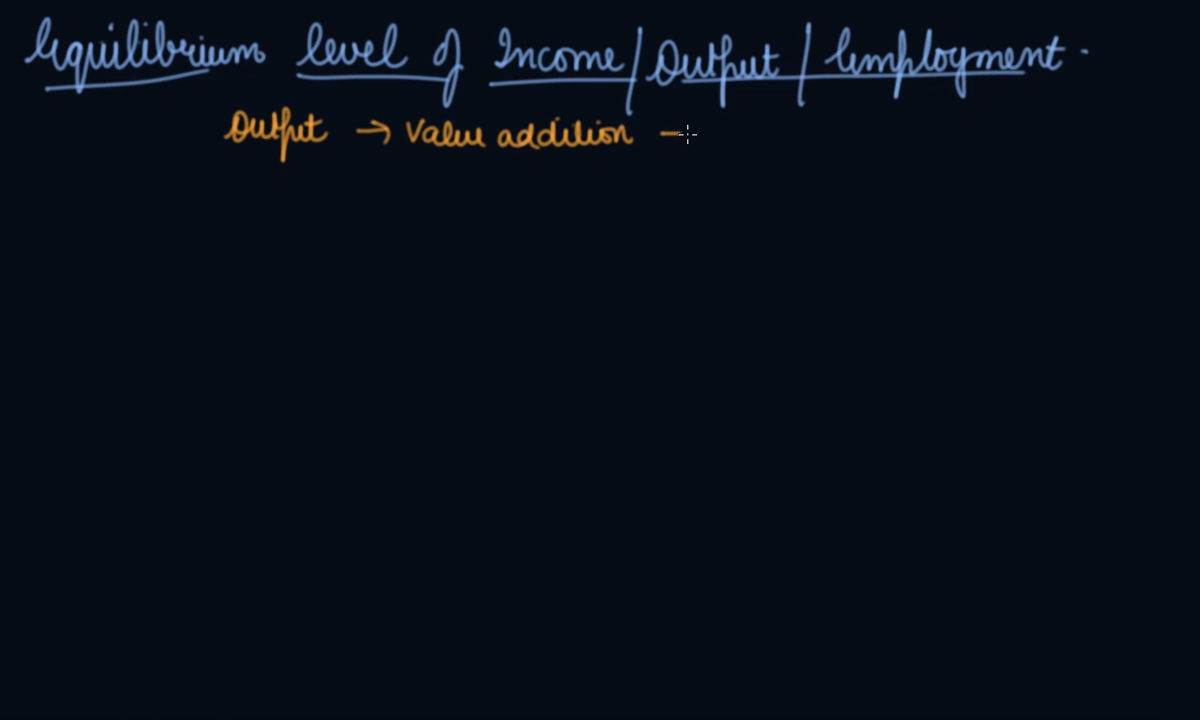 Equilibrium level of Income/Output/Employment.
Output → Value addition -